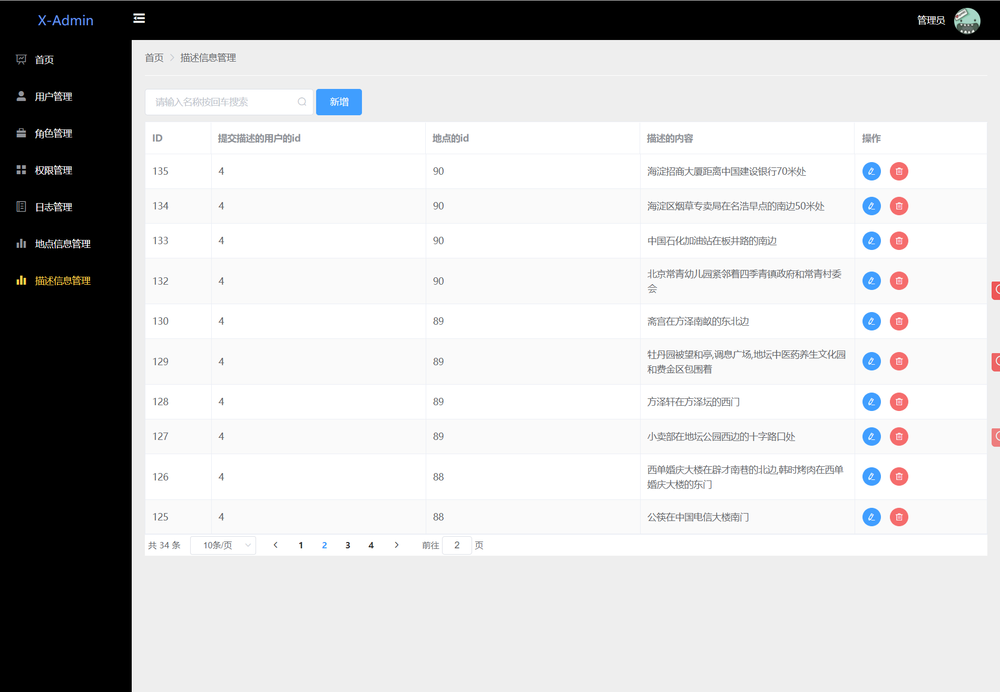 X-Admin
管理员
首页
用户管理
角色管理
权限管理
日志管理
地点信息管理
描述信息管理
首页 描述信息管理
请输入名称按回车搜索 新增
ID 提交描述的用户的id 地点的id 描述的内容 操作
135 4 90 海淀招商大厦距离中国建设银行70米处
134 4 90 海淀区烟草专卖局在名浩早点的南边50米处
133 4 90 中国石化加油站在板井路的南边
132 4 90 北京常青幼儿园紧邻着四季青镇政府和常青村委
会
130 4 89 斋宫在方泽南畝的东北边
129 4 89 牡丹园被望和亭,调息广场,地坛中医药养生文化园
和费金区包围着
128 4 89 方泽轩在方泽坛的西门
127 4 89 小卖部在地坛公园西边的十字路口处
126 4 88 西单婚庆大楼在辟才南巷的北边,韩时烤肉在西单
婚庆大楼的东门
125 4 88 公筷在中国电信大楼南门
共 34 条 10条/页 1 2 3 4 前往 2 页